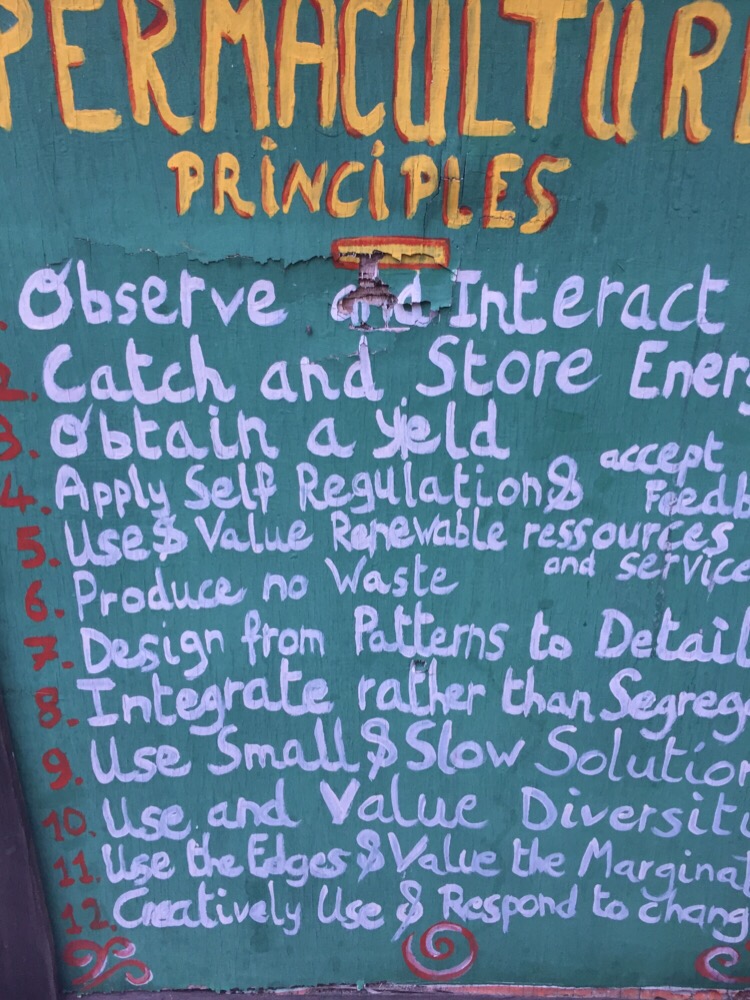 PERMACULTURE
PRINCIPLES
Observe and Interact
2. Catch and Store Ener
3. Obtain a yield
4. Apply Self Regulation & accept
Feedb
5. Use & Value Renewable ressources
and service
6. Produce no Waste
7. Design from Patterns to Detail
8. Integrate rather than Segreg
9. Use Small & Slow Solution
10. Use and Value Diversit
11. Use the Edges & Value the Marginal
12. Creatively Use & Respond to chang